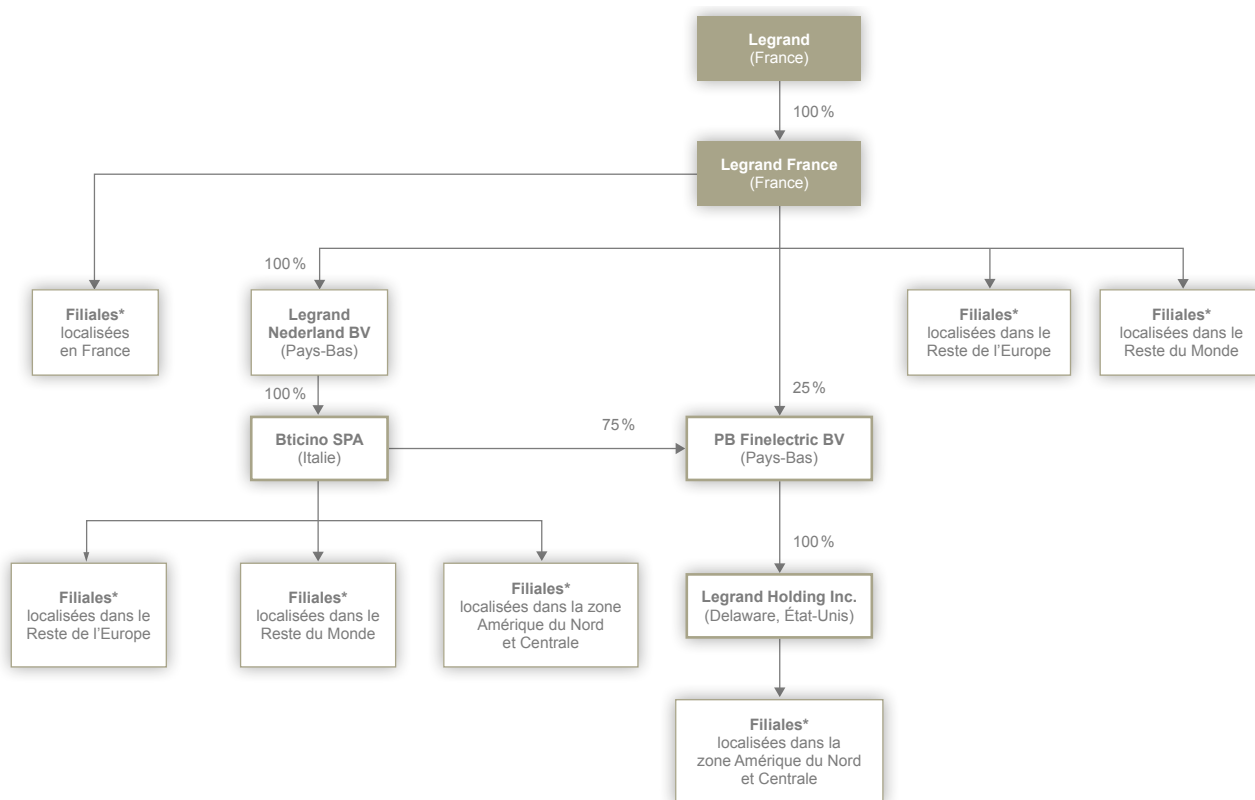 Legrand
(France)
100 %
Legrand France
(France)
100 %
Filiales*
localisées
en France
Legrand
Nederland BV
(Pays-Bas)
Filiales*
localisées dans le
Reste de l’Europe
Filiales*
localisées dans le
Reste du Monde
100 %
25 %
Bticino SPA
(Italie)
75 %
PB Finelectric BV
(Pays-Bas)
100 %
Filiales*
localisées dans le
Reste de l’Europe
Filiales*
localisées dans le
Reste du Monde
Filiales*
localisées dans la zone
Amérique du Nord
et Centrale
Legrand Holding Inc.
(Delaware, État-Unis)
Filiales*
localisées dans la
zone Amérique du Nord
et Centrale